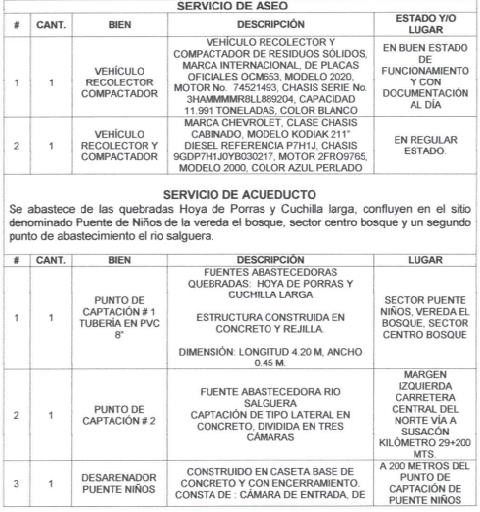 SERVICIO DE ASEO
# CANT. BIEN DESCRIPCIÓN ESTADO Y/O LUGAR
1 1 VEHÍCULO RECOLECTOR COMPACTADOR
VEHÍCULO RECOLECTOR Y
COMPACTADOR DE RESIDUOS SÓLIDOS,
MARCA INTERNACIONAL, DE PLACAS
OFICIALES OCM553, MODELO 2020,
MOTOR No. 74521493, CHASIS SERIE No.
3HAMMMMR8LL889204, CAPACIDAD
11.991 TONELADAS, COLOR BLANCO
EN BUEN ESTADO
DE
FUNCIONAMIENTO
Y CON
DOCUMENTACIÓN
AL DÍA
2 1 VEHÍCULO RECOLECTOR Y COMPACTADOR
MARCA CHEVROLET, CLASE CHASIS
CABINADO, MODELO KODIAK 211"
DIESEL REFERENCIA P7H1J, CHASIS
9GDP7H1J0YB030217, MOTOR 2FRO9765,
MODELO 2000, COLOR AZUL PERLADO
EN REGULAR
ESTADO.
SERVICIO DE ACUEDUCTO
Se abastece de las quebradas Hoya de Porras y Cuchilla larga, confluyen en el sitio
denominado Puente de Niños de la vereda el bosque, sector centro bosque y un segundo
punto de abastecimiento el rio salguera.
# CANT. BIEN DESCRIPCIÓN LUGAR
1 1 PUNTO DE CAPTACIÓN # 1 TUBERÍA EN PVC 8"
FUENTES ABASTECEDORAS
QUEBRADAS: HOYA DE PORRAS Y
CUCHILLA LARGA
ESTRUCTURA CONSTRUIDA EN
CONCRETO Y REJILLA.
DIMENSIÓN: LONGITUD 4.20 M, ANCHO
0.45 M.
SECTOR PUENTE
NIÑOS, VEREDA EL
BOSQUE, SECTOR
CENTRO BOSQUE
2 1 PUNTO DE CAPTACIÓN # 2
FUENTE ABASTECEDORA RIO
SALGUERA
CAPTACIÓN DE TIPO LATERAL EN
CONCRETO, DIVIDIDA EN TRES
CÁMARAS
MARGEN
IZQUIERDA
CARRETERA
CENTRAL DEL
NORTE VÍA A
SUSACÓN
KILÓMETRO 29+200
MTS.
3 1 DESARENADOR PUENTE NIÑOS
CONSTRUIDO EN CASETA BASE DE
CONCRETO Y CON ENCERRAMIENTO.
CONSTA DE : CÁMARA DE ENTRADA, DE
A 200 METROS DEL
PUNTO DE
CAPTACIÓN DE
PUENTE NIÑOS